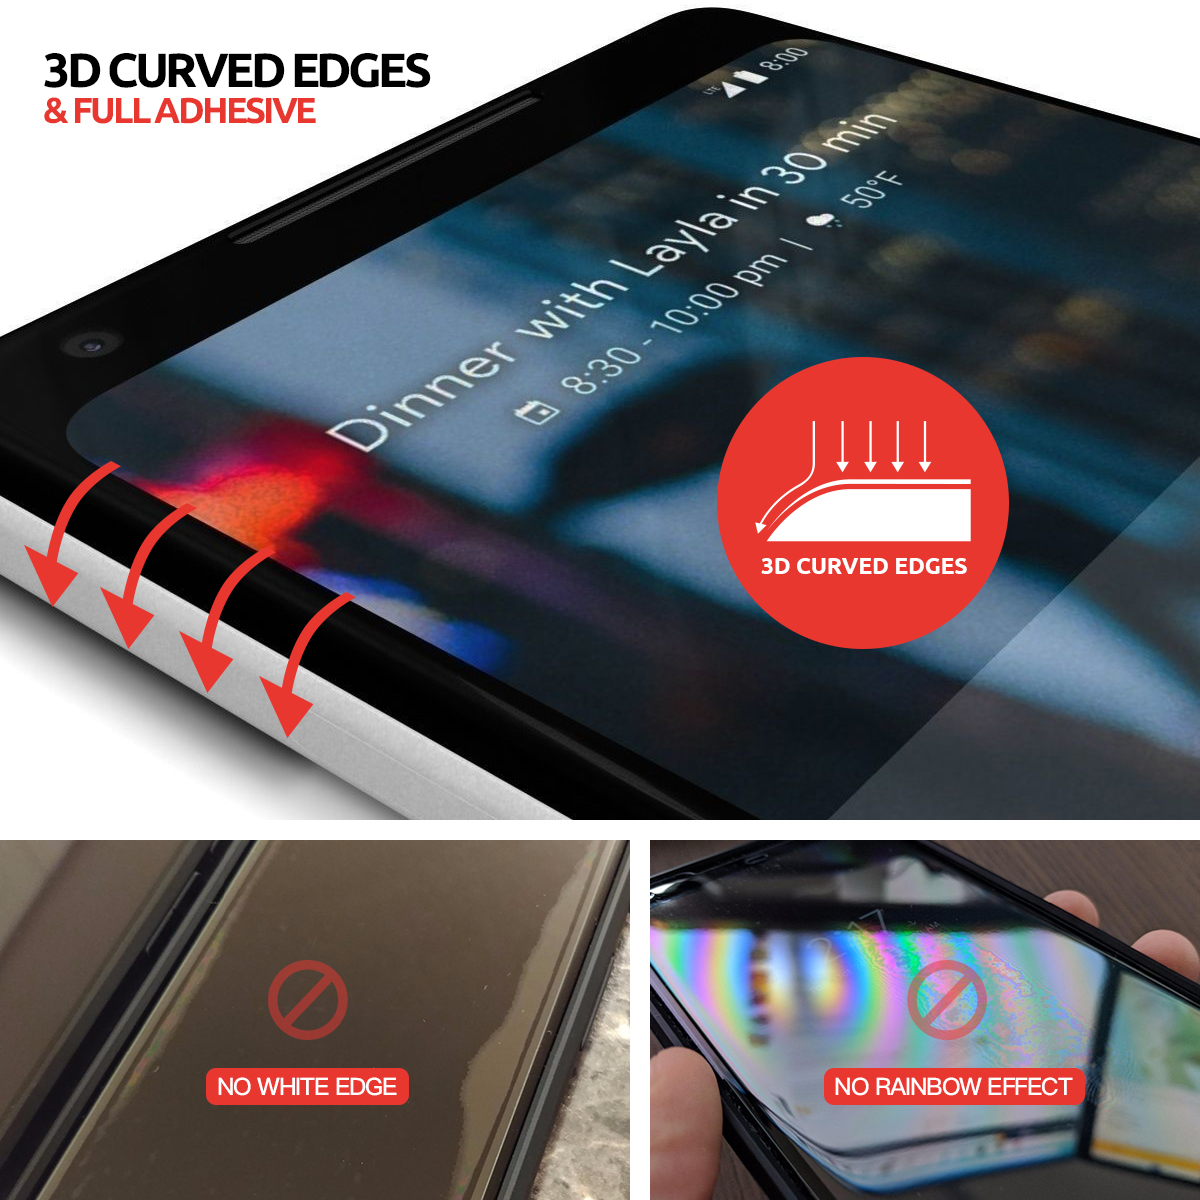 3D CURVED EDGES
& FULL ADHESIVE
LTE 8:00
Dinner with Layla in 30 min
8:30 - 10:00 pm | 50°F
3D CURVED EDGES
NO WHITE EDGE
NO RAINBOW EFFECT